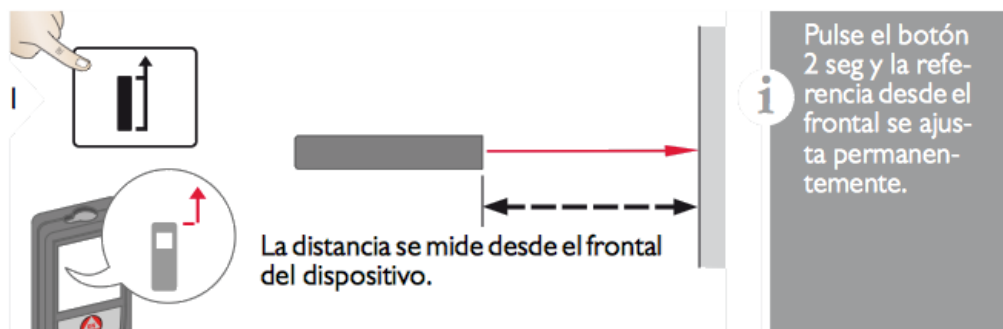 1
La distancia se mide desde el frontal
del dispositivo.
i
Pulse el botón
2 seg y la refe-
rencia desde el
frontal se ajus-
ta permanen-
temente.